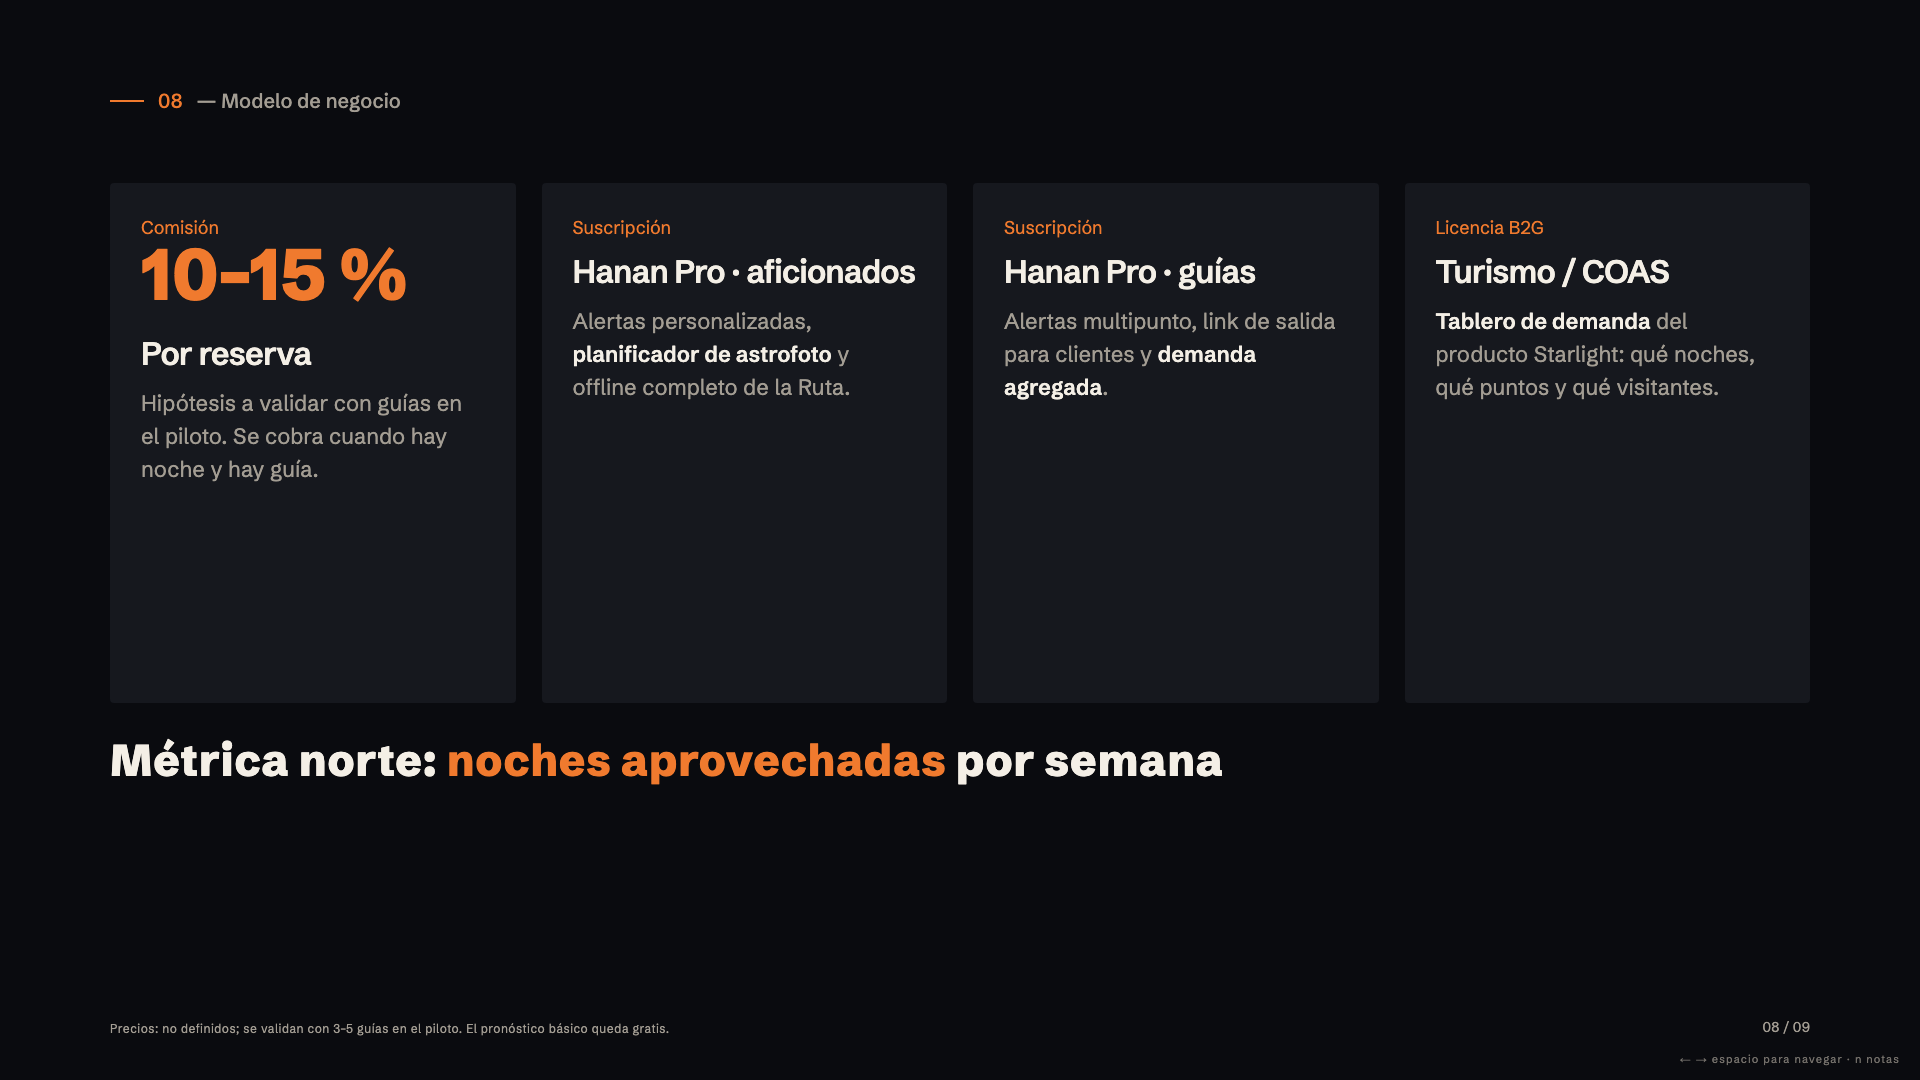 08 — Modelo de negocio
Comisión
10–15 %
Por reserva
Hipótesis a validar con guías en
el piloto. Se cobra cuando hay
noche y hay guía.
Suscripción
Hanan Pro · aficionados
Alertas personalizadas,
planificador de astrofoto y
offline completo de la Ruta.
Suscripción
Hanan Pro · guías
Alertas multipunto, link de salida
para clientes y demanda
agregada.
Licencia B2G
Turismo / COAS
Tablero de demanda del
producto Starlight: qué noches,
qué puntos y qué visitantes.
Métrica norte: noches aprovechadas por semana
Precios: no definidos; se validan con 3-5 guías en el piloto. El pronóstico básico queda gratis.
08 / 09
← → espacio para navegar · n notas